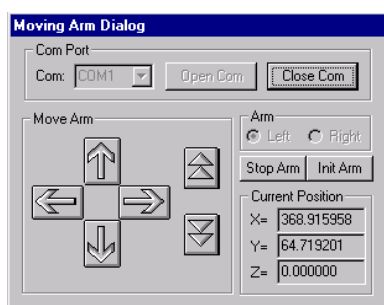 Moving Arm Dialog
Com Port
Com: COM1 Open Com Close Com
Move Arm
Arm
Left Right
Stop Arm Init Arm
Current Position
X= 368.915958
Y= 64.719201
Z= 0.000000